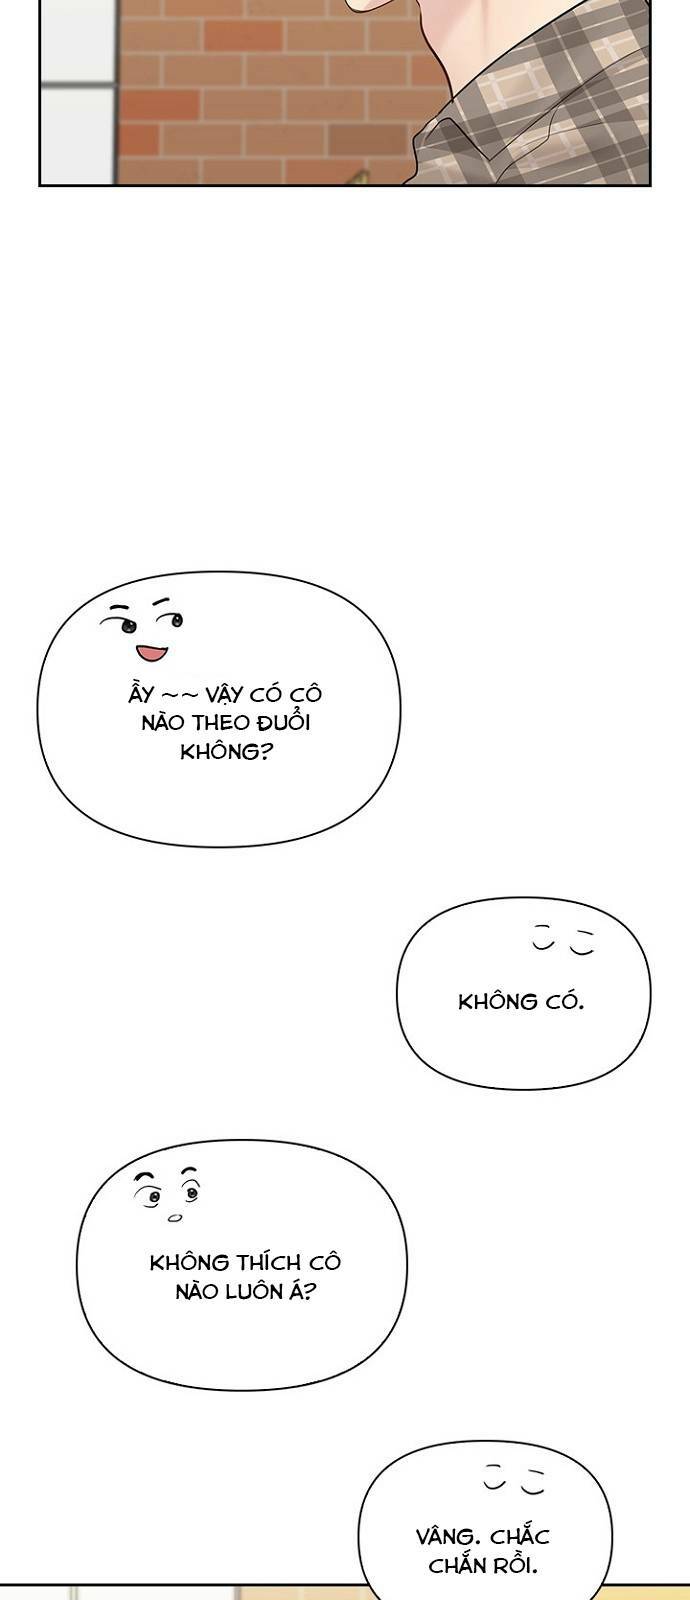 ẦY ~~ VẬY CÓ CÔ
NÀO THEO ĐUỔI
KHÔNG?
KHÔNG CÓ.
KHÔNG THÍCH CÔ
NÀO LUÔN Á?
VÂNG. CHẮC
CHẮN RỒI.